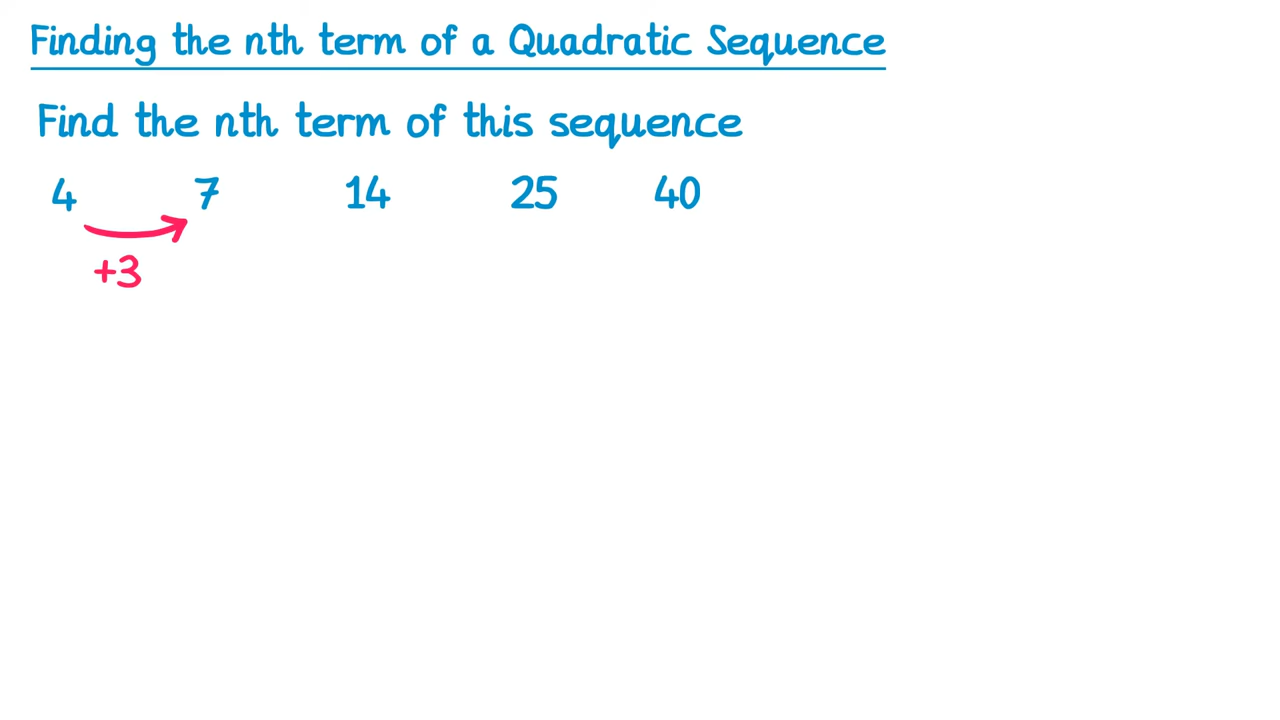 Finding the nth term of a Quadratic Sequence
Find the nth term of this sequence
4 7 14 25 40
+3